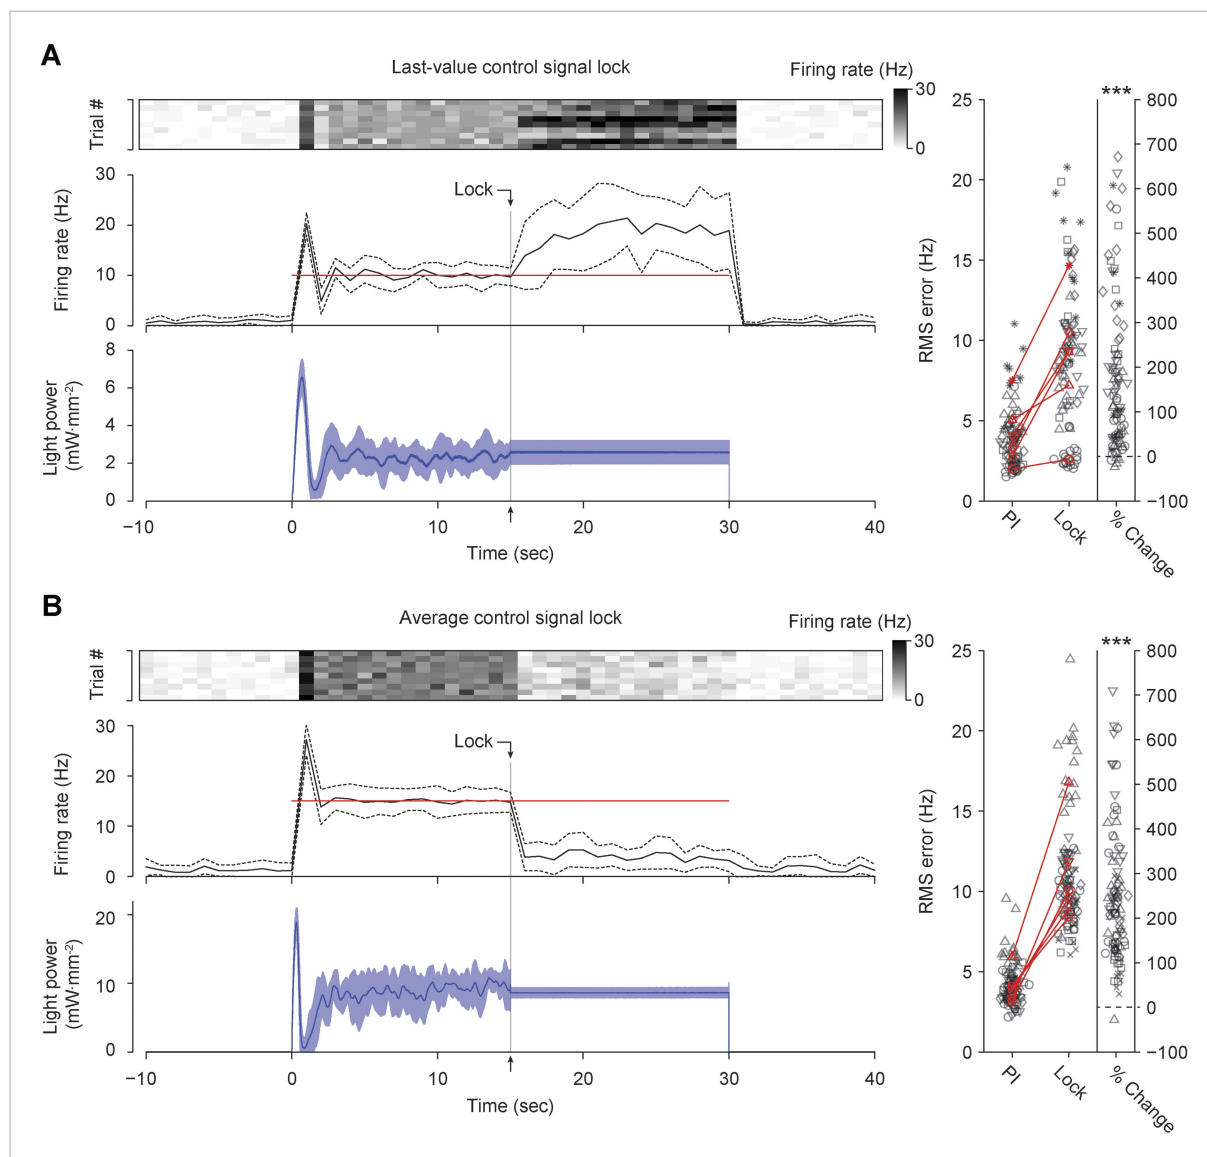 A
Last-value control signal lock
Firing rate (Hz)
Trial #
30
0
Firing rate (Hz)
30
20
10
0
Lock
Light power
(mW·mm-2)
8
6
4
2
0
−10
0
10
20
30
40
Time (sec)
RMS error (Hz)
25
20
15
10
5
0
***
800
700
600
500
400
300
200
100
0
−100
PI
Lock
% Change
B
Average control signal lock
Firing rate (Hz)
Trial #
30
0
Firing rate (Hz)
30
20
10
0
Lock
Light power
(mW·mm-2)
20
10
0
−10
0
10
20
30
40
Time (sec)
RMS error (Hz)
25
20
15
10
5
0
***
800
700
600
500
400
300
200
100
0
−100
PI
Lock
% Change